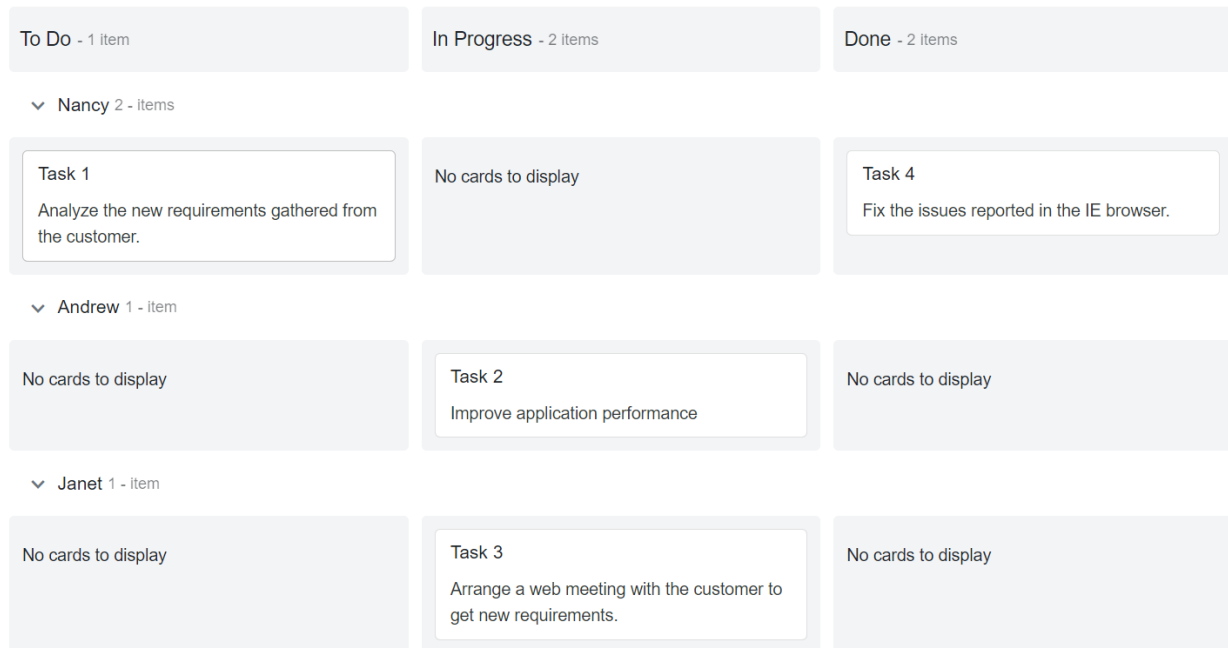 To Do - 1 item
In Progress - 2 items
Done - 2 items
Nancy 2 - items
Task 1
Analyze the new requirements gathered from
the customer.
No cards to display
Task 4
Fix the issues reported in the IE browser.
Andrew 1 - item
No cards to display
Task 2
Improve application performance
No cards to display
Janet 1 - item
No cards to display
Task 3
Arrange a web meeting with the customer to
get new requirements.
No cards to display